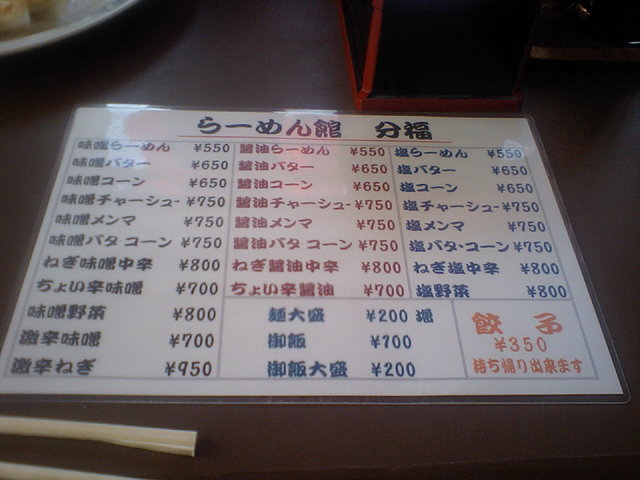 らーめん館 分福
味噌らーめん ¥550
味噌バター ¥650
味噌コーン ¥650
味噌チャーシュー ¥750
味噌メンマ ¥750
味噌バタ・コーン ¥750
ねぎ味噌中辛 ¥800
ちょい辛味噌 ¥700
味噌野菜 ¥800
激辛味噌 ¥700
激辛ねぎ ¥950
醤油らーめん ¥550
醤油バター ¥650
醤油コーン ¥650
醤油チャーシュー ¥750
醤油メンマ ¥750
醤油バタ・コーン ¥750
ねぎ醤油中辛 ¥800
ちょい辛醤油 ¥700
塩らーめん ¥550
塩バター ¥650
塩コーン ¥650
塩チャーシュー ¥750
塩メンマ ¥750
塩バタ・コーン ¥750
ねぎ塩中辛 ¥800
塩野菜 ¥800
麺大盛 ¥200 増
御飯 ¥100
御飯大盛 ¥200
餃子
¥350
待ち帰り出来ます